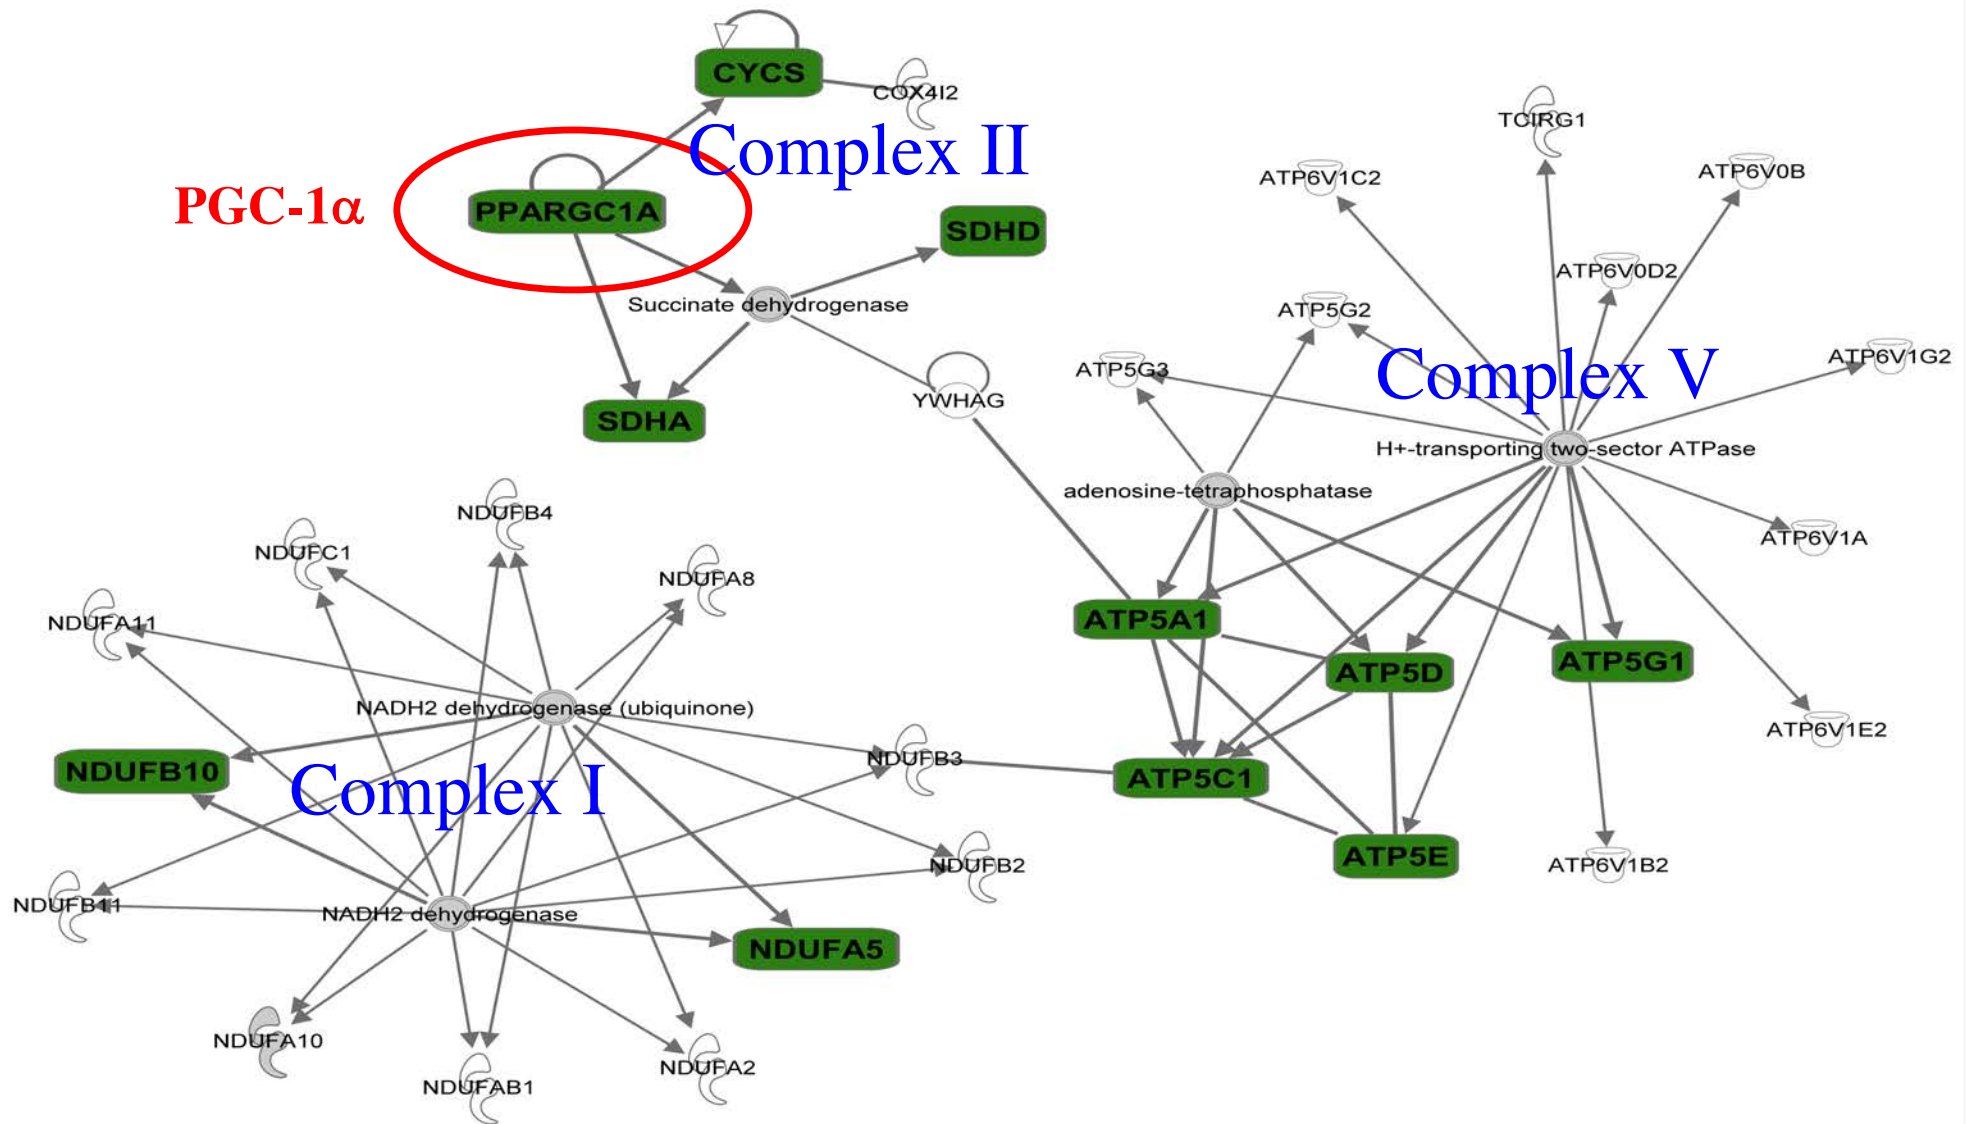 CYCS
COX4I2
TCIRG1
Complex II
ATP6V1C2
ATP6V0B
PGC-1α
PPARGC1A
SDHD
ATP6V0D2
Succinate dehydrogenase
ATP5G2
ATP5G3
Complex V
ATP6V1G2
YWHAG
SDHA
H+-transporting two-sector ATPase
adenosine-tetraphosphatase
NDUFB4
ATP6V1A
NDUFC1
NDUFA8
NDUFA11
ATP5A1
ATP5D
ATP5G1
NADH2 dehydrogenase (ubiquinone)
ATP6V1E2
NDUFB3
NDUFB10
ATP5C1
Complex I
ATP5E
NDUFB2
ATP6V1B2
NDUFB11
NADH2 dehydrogenase
NDUFA5
NDUFA10
NDUFA2
NDUFAB1